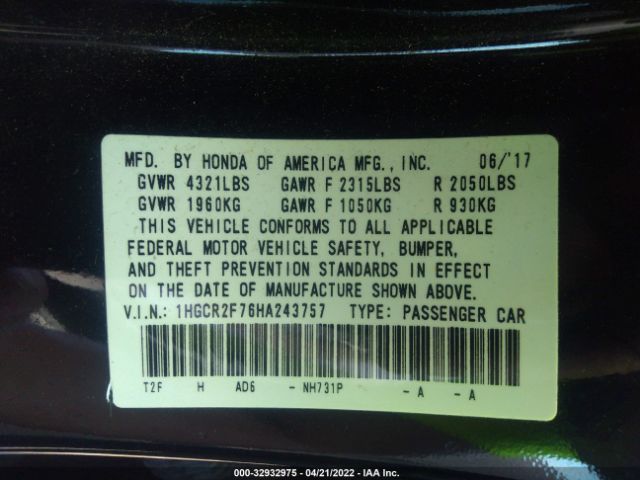 MFD. BY HONDA OF AMERICA MFG., INC. 06/'17
GVWR 4321LBS GAWR F 2315LBS R 2050LBS
GVWR 1960KG GAWR F 1050KG R 930KG
THIS VEHICLE CONFORMS TO ALL APPLICABLE
FEDERAL MOTOR VEHICLE SAFETY, BUMPER,
AND THEFT PREVENTION STANDARDS IN EFFECT
ON THE DATE OF MANUFACTURE SHOWN ABOVE.
V.I.N.: 1HGCR2F76HA243757 TYPE: PASSENGER CAR
T2F H AD6 - NH731P - A - A
000-32932975 - 04/21/2022 - IAA Inc.